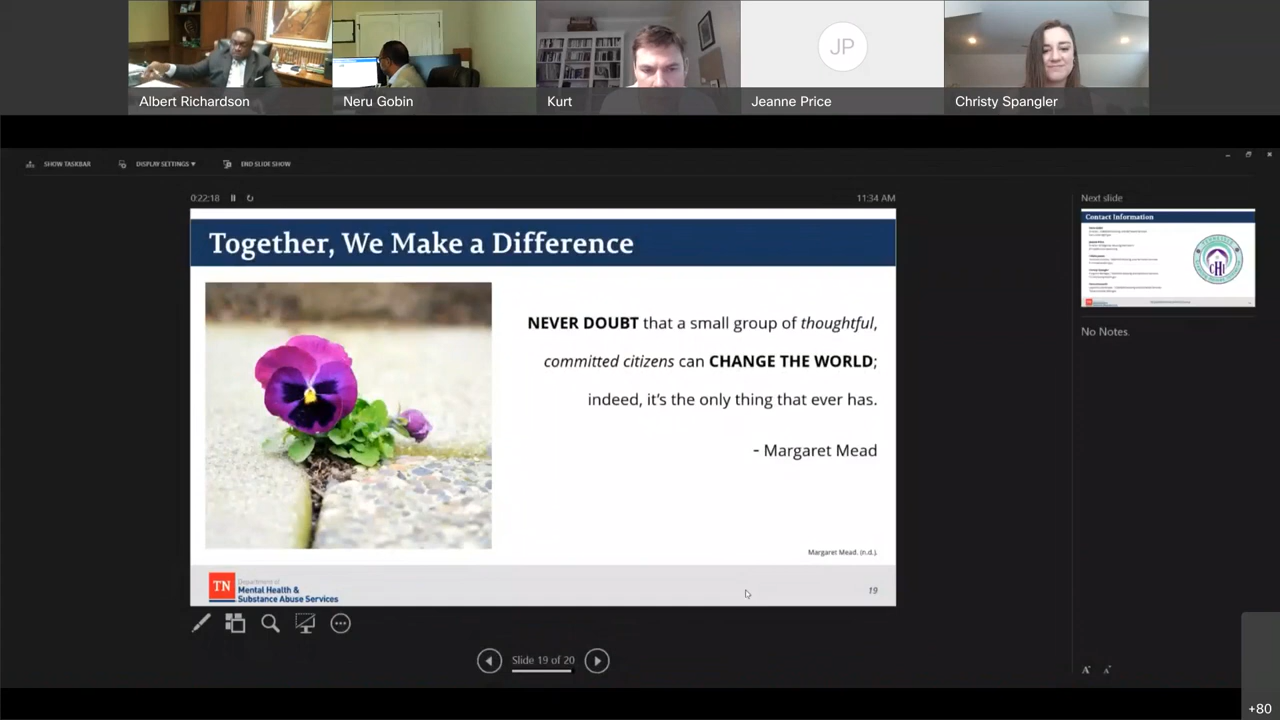 JP
Albert Richardson
Neru Gobin
Kurt
Jeanne Price
Christy Spangler
SHOW TASKBAR
DISPLAY SETTINGS ▾
END SLIDE SHOW
0:22:18
11:34 AM
Next slide
Together, We Make a Difference
Contact Information
CHI
No Notes.
NEVER DOUBT that a small group of thoughtful,
committed citizens can CHANGE THE WORLD;
indeed, it's the only thing that ever has.
- Margaret Mead
Margaret Mead. (n.d.).
TN
Department of
Mental Health &
Substance Abuse Services
19
Slide 19 of 20
+80